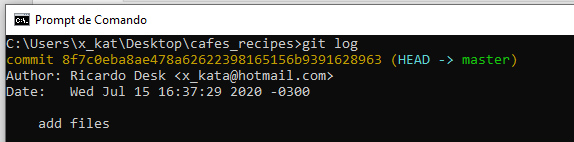 Prompt de Comando
C:\Users\x_kat\Desktop\cafes_recipes>git log
commit 8f7c0eba8ae478a62622398165156b9391628963 (HEAD -> master)
Author: Ricardo Desk <x_kata@hotmail.com>
Date:   Wed Jul 15 16:37:29 2020 -0300
add files